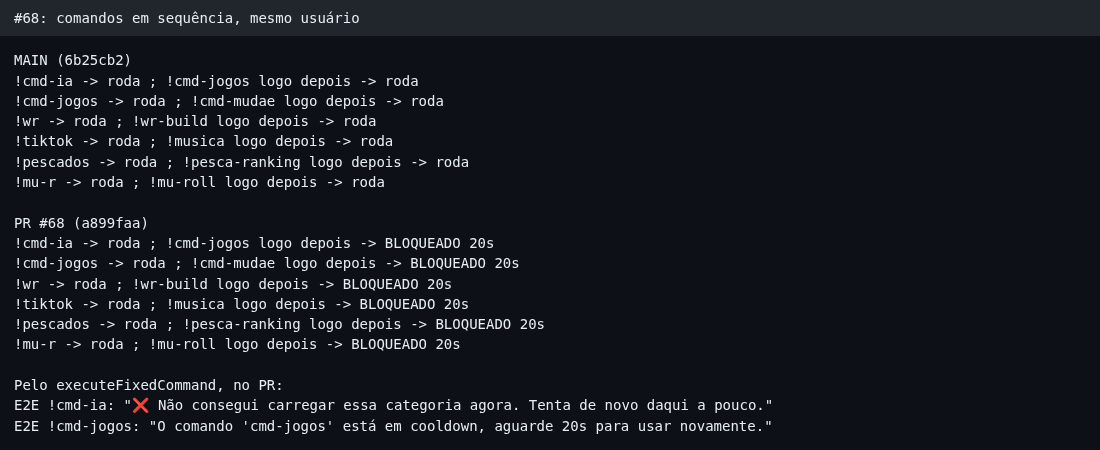 #68: comandos em sequência, mesmo usuário
MAIN (6b25cb2)
!cmd-ia -> roda ; !cmd-jogos logo depois -> roda
!cmd-jogos -> roda ; !cmd-mudae logo depois -> roda
!wr -> roda ; !wr-build logo depois -> roda
!tiktok -> roda ; !musica logo depois -> roda
!pescados -> roda ; !pesca-ranking logo depois -> roda
!mu-r -> roda ; !mu-roll logo depois -> roda
PR #68 (a899faa)
!cmd-ia -> roda ; !cmd-jogos logo depois -> BLOQUEADO 20s
!cmd-jogos -> roda ; !cmd-mudae logo depois -> BLOQUEADO 20s
!wr -> roda ; !wr-build logo depois -> BLOQUEADO 20s
!tiktok -> roda ; !musica logo depois -> BLOQUEADO 20s
!pescados -> roda ; !pesca-ranking logo depois -> BLOQUEADO 20s
!mu-r -> roda ; !mu-roll logo depois -> BLOQUEADO 20s
Pelo executeFixedCommand, no PR:
E2E !cmd-ia: "❌ Não consegui carregar essa categoria agora. Tenta de novo daqui a pouco."
E2E !cmd-jogos: "O comando 'cmd-jogos' está em cooldown, aguarde 20s para usar novamente."